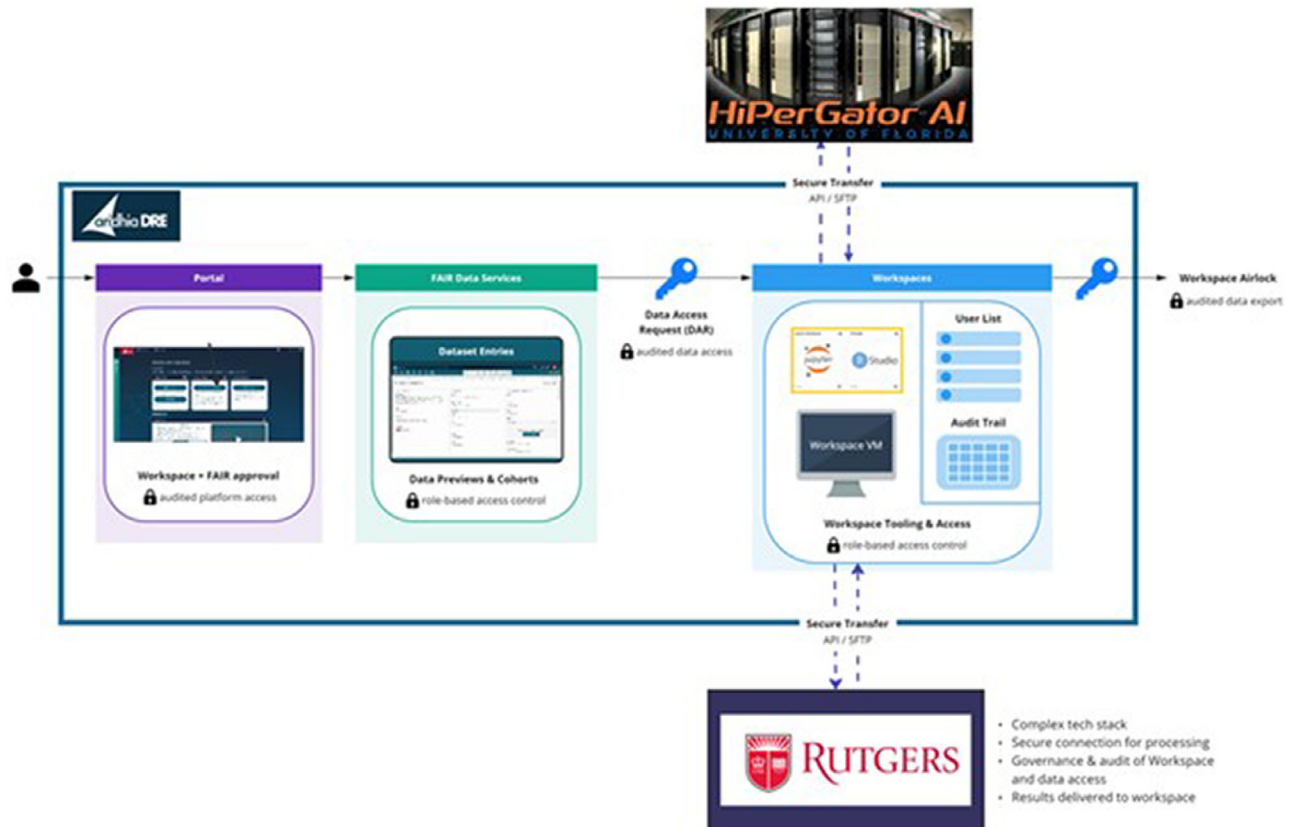 HiPerGator AI
UNIVERSITY OF FLORIDA
Secure Transfer
API / SFTP
aridhia DRE
Portal
FAIR Data Services
Workspaces
Workspace Airlock
audited data export
Data Access
Request (DAR)
audited data access
Dataset Entries
User List
jupyter
R Studio
Audit Trail
Workspace VM
Workspace + FAIR approval
audited platform access
Data Previews & Cohorts
role-based access control
Workspace Tooling & Access
role-based access control
Secure Transfer
API / SFTP
RUTGERS
• Complex tech stack
• Secure connection for processing
• Governance & audit of Workspace
and data access
• Results delivered to workspace